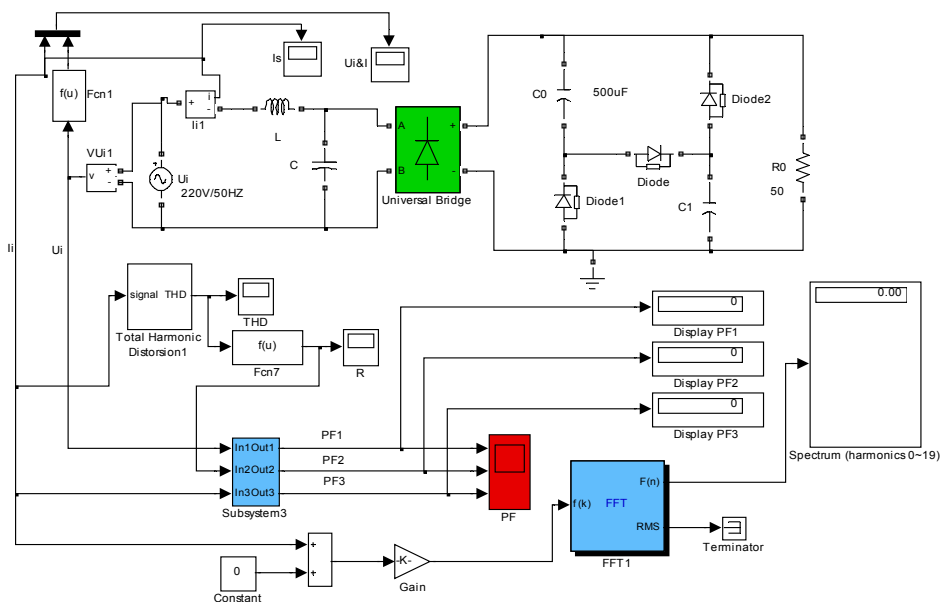 Is
Ui&I
f(u)
Fcn1
i
+
-
Ii1
L
A
+
B
-
Universal Bridge
C0
500uF
Diode2
VUi1
v
+
-
Ui
220V/50HZ
C
Diode
Diode1
C1
R0
50
Ii
Ui
signal THD
THD
Total Harmonic
Distorsion1
f(u)
Fcn7
R
0
Display PF1
0
Display PF2
0
Display PF3
0.00
Spectrum (harmonics 0~19)
In1Out1
In2Out2
In3Out3
Subsystem3
PF1
PF2
PF3
PF
f(k)
FFT
F(n)
RMS
FFT1
Terminator
+
+
0
Constant
-K-
Gain